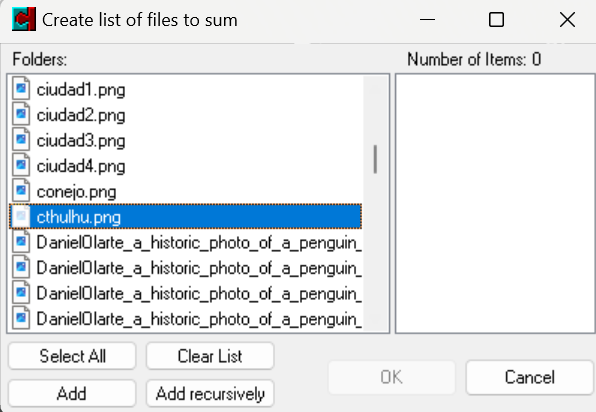 Create list of files to sum
Folders:
Number of Items: 0
ciudad1.png
ciudad2.png
ciudad3.png
ciudad4.png
conejo.png
cthulhu.png
DanielOlarte_a_historic_photo_of_a_penguin_
DanielOlarte_a_historic_photo_of_a_penguin_
DanielOlarte_a_historic_photo_of_a_penguin_
DanielOlarte_a_historic_photo_of_a_penguin_
Select All
Clear List
Add
Add recursively
OK
Cancel